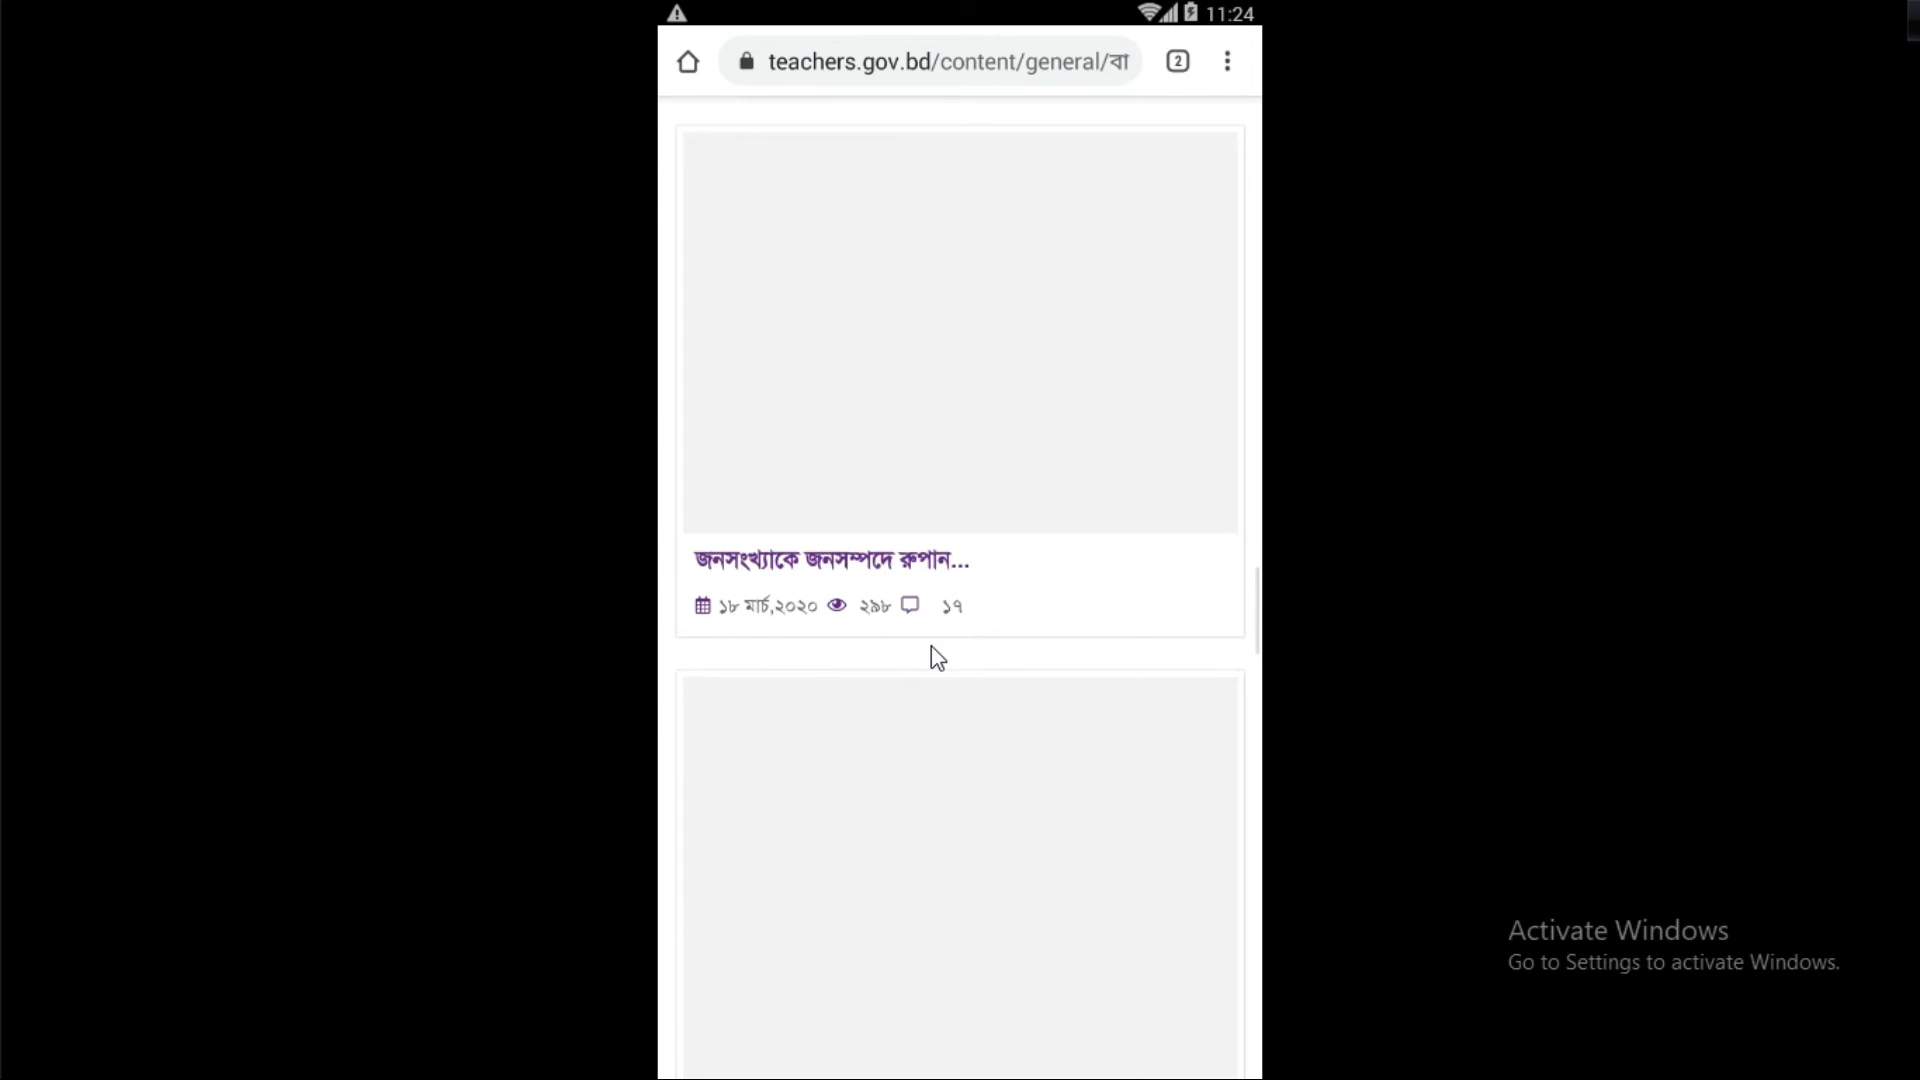 11:24
teachers.gov.bd/content/general/বা
2
জনসংখ্যাকে জনসম্পদে রুপান...
১৮ মার্চ,২০২০ ২৯৮ ১৭
Activate Windows
Go to Settings to activate Windows.